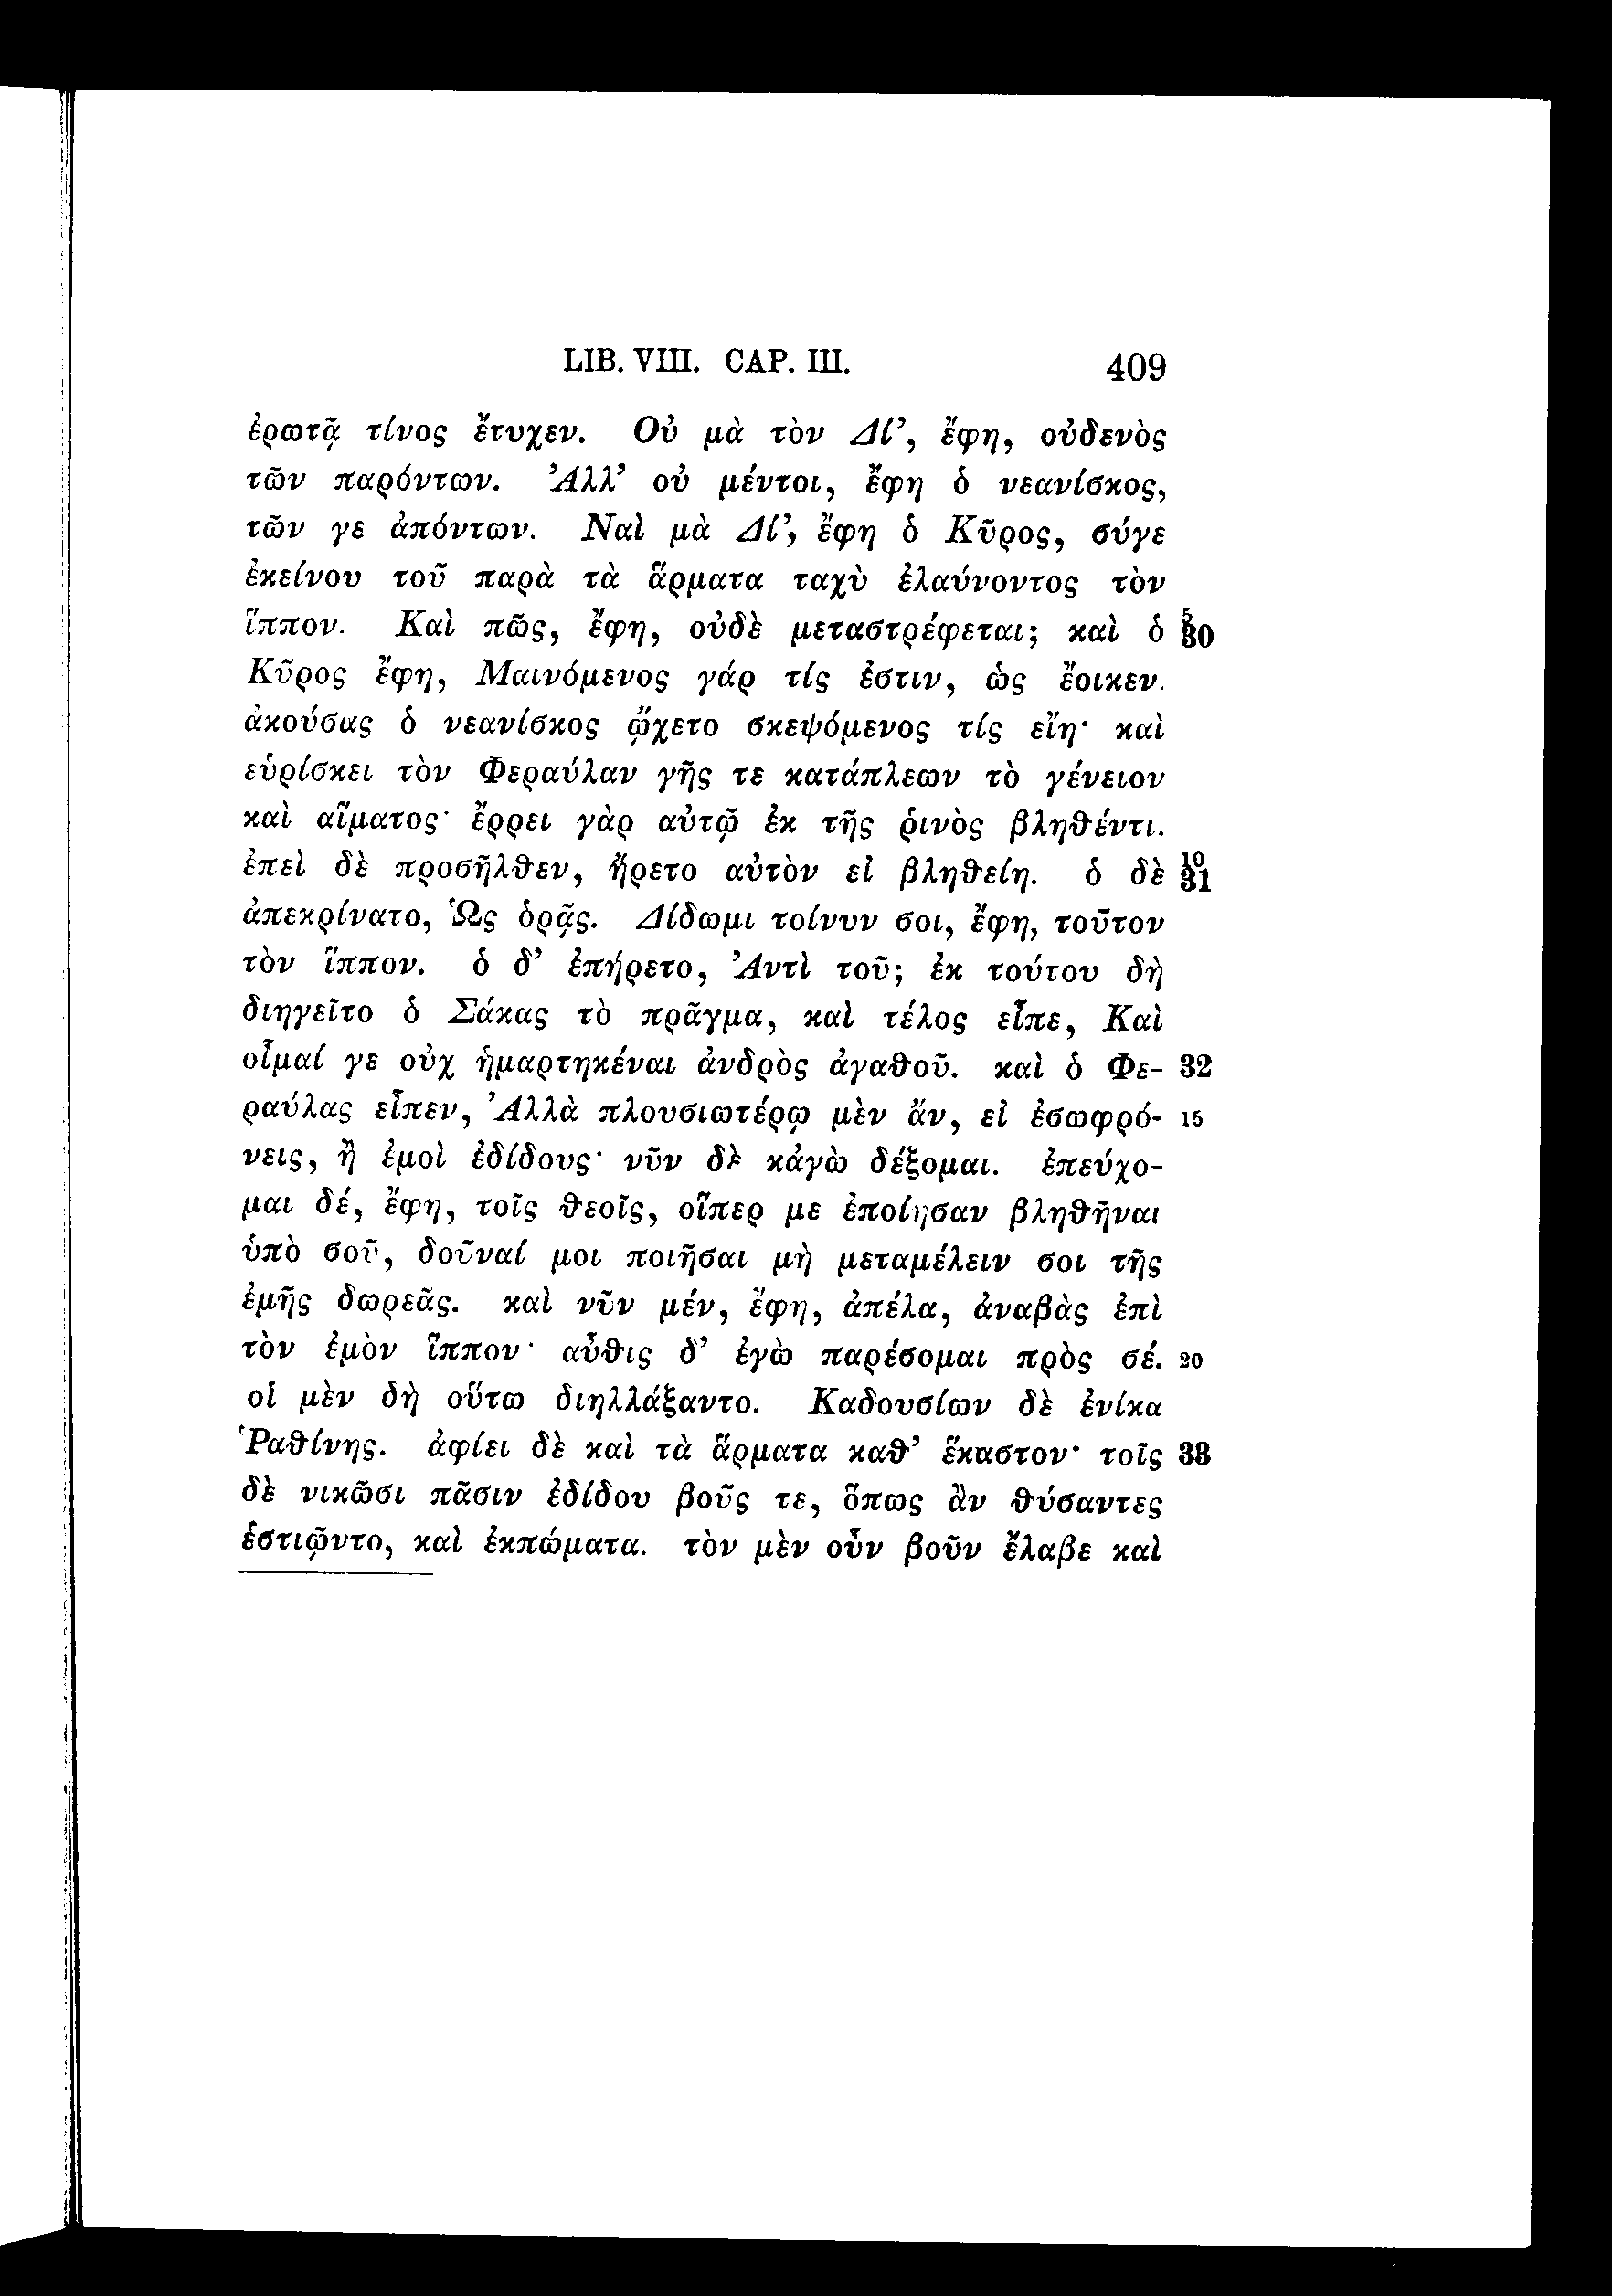 LIB. VIII. CAP. III. 409
ἐρωτᾷ τίνος ἔτυχεν. Οὐ μὰ τὸν Δί’, ἔφη, οὐδενὸς
τῶν παρόντων. Ἀλλ’ οὐ μέντοι, ἔφη ὁ νεανίσκος,
τῶν γε ἀπόντων. Ναὶ μὰ Δί’, ἔφη ὁ Κῦρος, σύγε
ἐκείνου τοῦ παρὰ τὰ ἅρματα ταχὺ ἐλαύνοντος τὸν
ἵππον. Καὶ πῶς, ἔφη, οὐδὲ μεταστρέφεται; καὶ ὁ 5 30
Κῦρος ἔφη, Μαινόμενος γάρ τίς ἐστιν, ὡς ἔοικεν.
ἀκούσας ὁ νεανίσκος ᾤχετο σκεψόμενος τίς εἴη· καὶ
εὑρίσκει τὸν Φεραύλαν γῆς τε κατάπλεων τὸ γένειον
καὶ αἵματος· ἔρρει γὰρ αὐτῷ ἐκ τῆς ῥινὸς βληθέντι.
ἐπεὶ δὲ προσῆλθεν, ἤρετο αὐτὸν εἰ βληθείη. ὁ δὲ 10 31
ἀπεκρίνατο, Ὡς ὁρᾷς. Δίδωμι τοίνυν σοι, ἔφη, τοῦτον
τὸν ἵππον. ὁ δ’ ἐπήρετο, Ἀντὶ τοῦ; ἐκ τούτου δὴ
διηγεῖτο ὁ Σάκας τὸ πρᾶγμα, καὶ τέλος εἶπε, Καὶ
οἶμαί γε οὐχ ἡμαρτηκέναι ἀνδρὸς ἀγαθοῦ. καὶ ὁ Φε- 32
ραύλας εἶπεν, Ἀλλὰ πλουσιωτέρῳ μὲν ἄν, εἰ ἐσωφρό- 15
νεις, ἢ ἐμοὶ ἐδίδους· νῦν δὲ κἀγὼ δέξομαι. ἐπεύχο-
μαι δέ, ἔφη, τοῖς θεοῖς, οἵπερ με ἐποίησαν βληθῆναι
ὑπὸ σοῦ, δοῦναί μοι ποιῆσαι μὴ μεταμέλειν σοι τῆς
ἐμῆς δωρεᾶς. καὶ νῦν μέν, ἔφη, ἀπέλα, ἀναβὰς ἐπὶ
τὸν ἐμὸν ἵππον· αὖθις δ’ ἐγὼ παρέσομαι πρὸς σέ. 20
οἱ μὲν δὴ οὕτω διηλλάξαντο. Καδουσίων δὲ ἐνίκα
Ῥαθίνης. ἀφίει δὲ καὶ τὰ ἅρματα καθ’ ἕκαστον· τοῖς 33
δὲ νικῶσι πᾶσιν ἐδίδου βοῦς τε, ὅπως ἂν θύσαντες
ἑστιῷντο, καὶ ἐκπώματα. τὸν μὲν οὖν βοῦν ἔλαβε καὶ